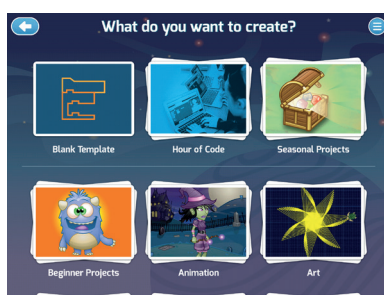 What do you want to create?
Blank Template
Hour of Code
Seasonal Projects
Beginner Projects
Animation
Art